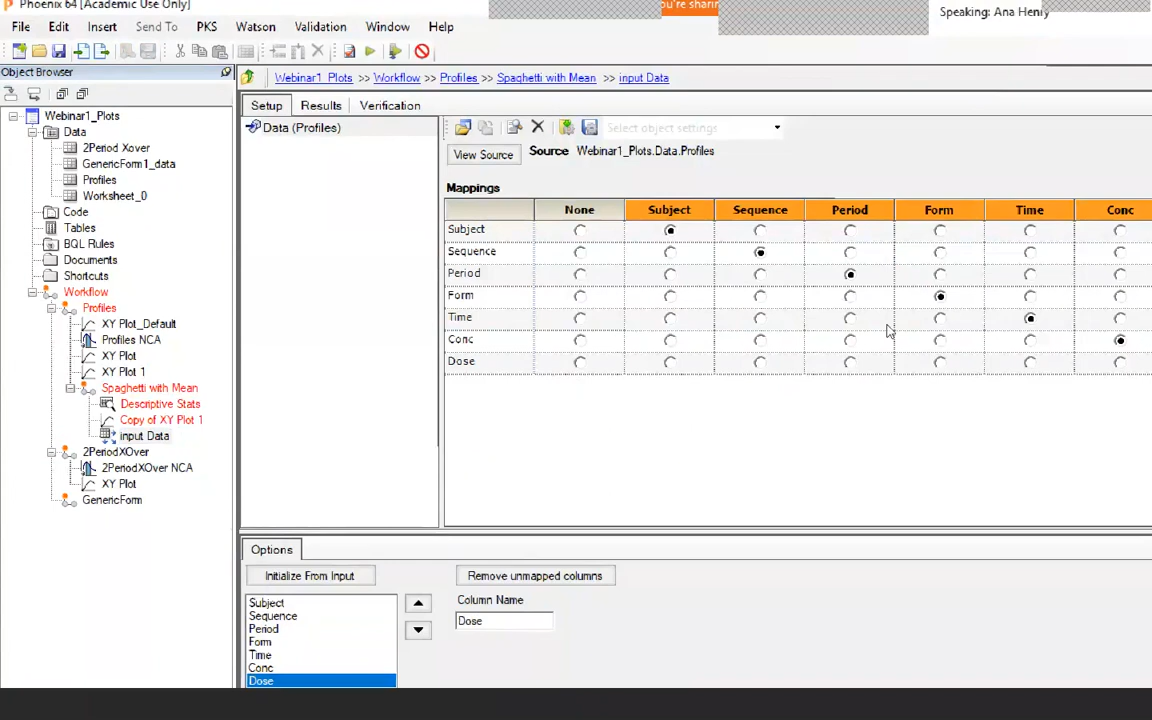 Phoenix 64 [Academic Use Only]
You're sharing
Speaking: Ana Henry
File Edit Insert Send To PKS Watson Validation Window Help
Object Browser
Webinar1_Plots >> Workflow >> Profiles >> Spaghetti with Mean >> input Data
Setup Results Verification
Webinar1_Plots
Data
2Period Xover
GenericForm1_data
Profiles
Worksheet_0
Code
Tables
BQL Rules
Documents
Shortcuts
Workflow
Profiles
XY Plot_Default
Profiles NCA
XY Plot
XY Plot 1
Spaghetti with Mean
Descriptive Stats
Copy of XY Plot 1
input Data
2PeriodXOver
2PeriodXOver NCA
XY Plot
GenericForm
Data (Profiles)
Select object settings
View Source Source Webinar1_Plots.Data.Profiles
Mappings
None Subject Sequence Period Form Time Conc
Subject
Sequence
Period
Form
Time
Conc
Dose
Options
Initialize From Input
Remove unmapped columns
Subject
Sequence
Period
Form
Time
Conc
Dose
Column Name
Dose